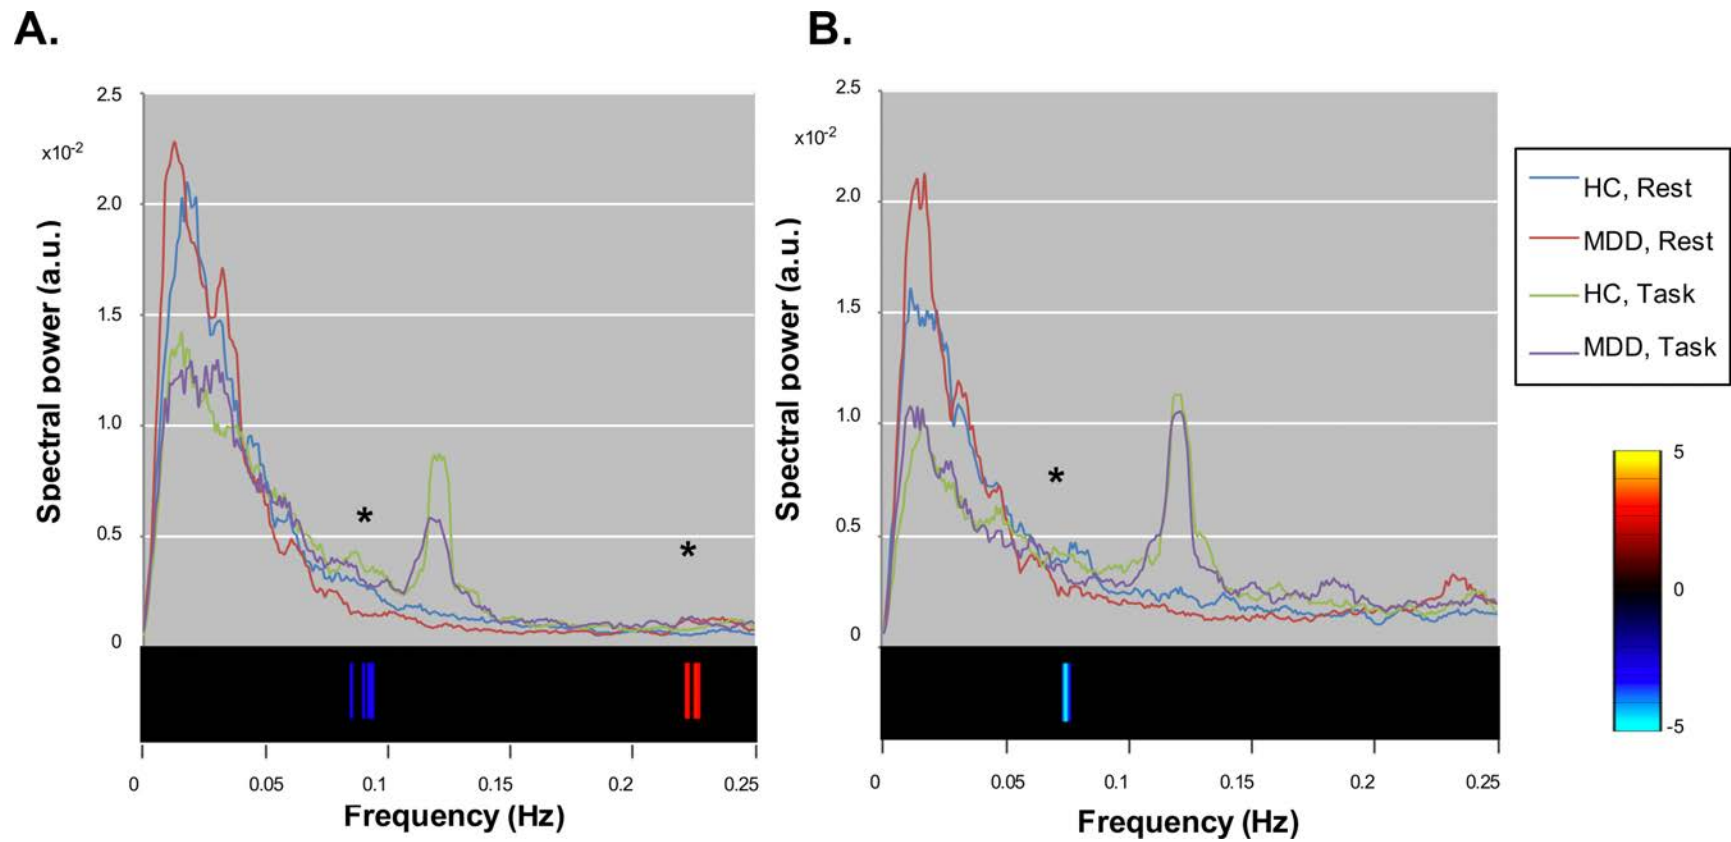 A.
2.5
x10-2
2.0
1.5
1.0
0.5
0
Spectral power (a.u.)
*
*
0
0.05
0.1
0.15
0.2
0.25
Frequency (Hz)
B.
2.5
x10-2
2.0
1.5
1.0
0.5
0
Spectral power (a.u.)
*
0
0.05
0.1
0.15
0.2
0.25
Frequency (Hz)
HC, Rest
MDD, Rest
HC, Task
MDD, Task
5
0
-5